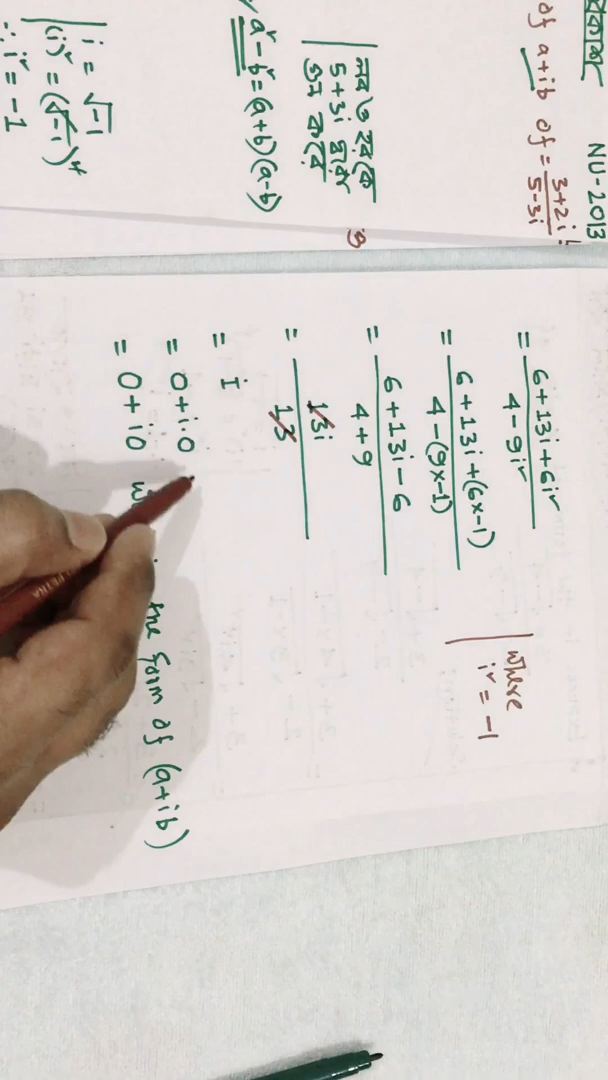 NU-2013
of a+ib of = 3+2i / 5-3i
লব ও হরকে
5+3i দ্বারা
গুন করে
a² - b² = (a+b)(a-b)
i = √-1
(i)² = (√-1)²
∴ i² = -1
= 6+13i+6i² / 4-9i²
= 6+13i+(6x-1) / 4-(9x-1)
where
i² = -1
= 6+13i-6 / 4+9
= 13i / 13
= i
= 0+i.0
= 0+i0 the form of (a+ib)